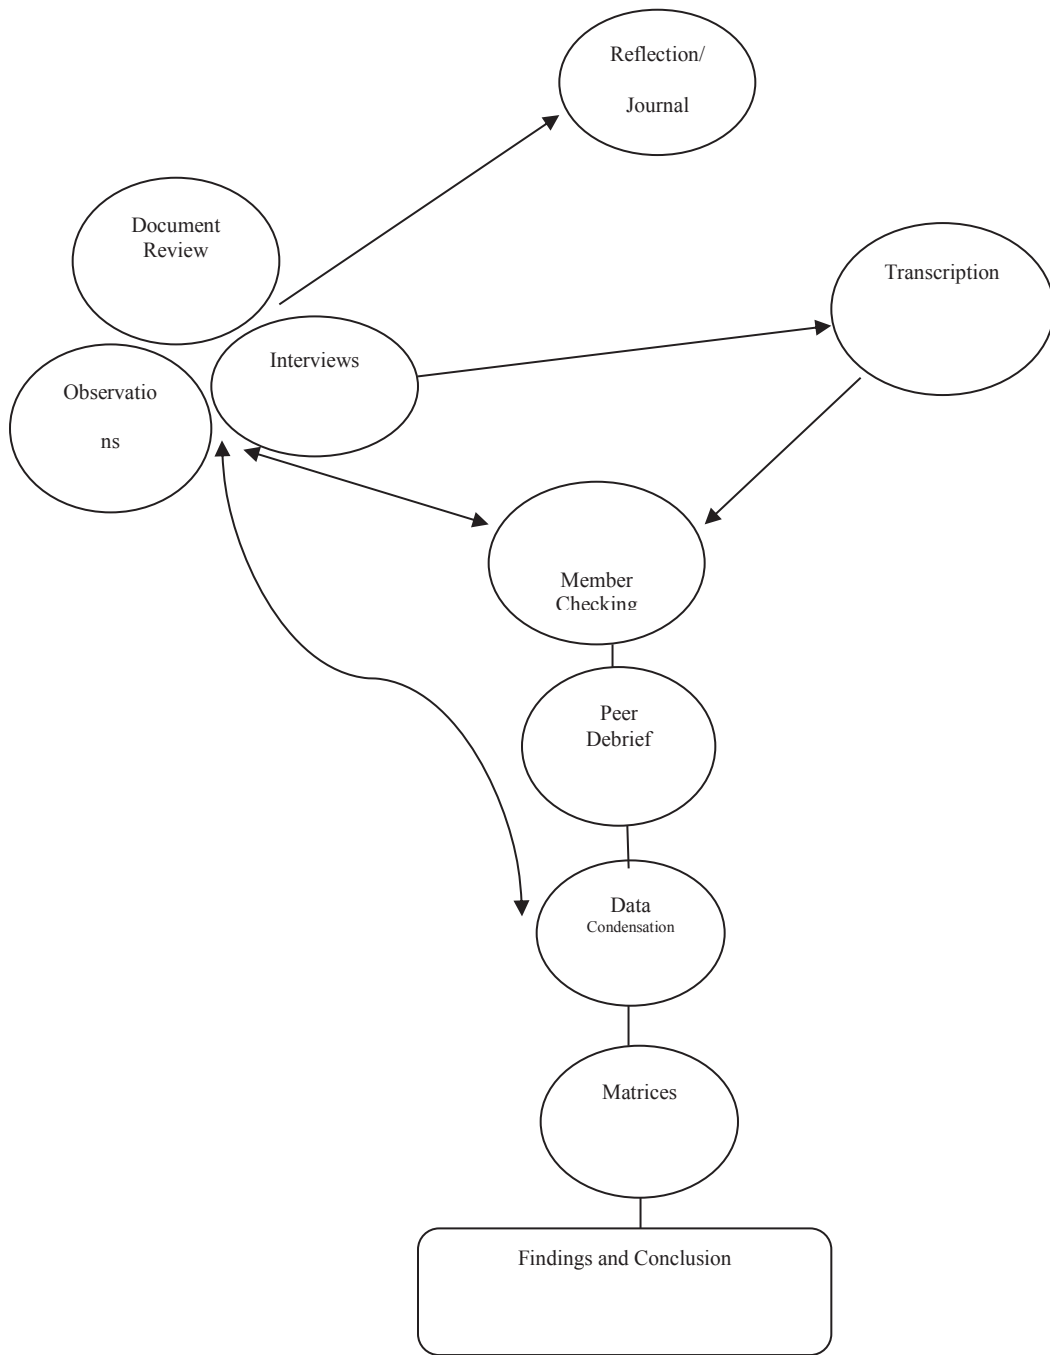 Reflection/
Journal
Document
Review
Transcription
Interviews
Observatio
ns
Member
Checking
Peer
Debrief
Data
Condensation
Matrices
Findings and Conclusion